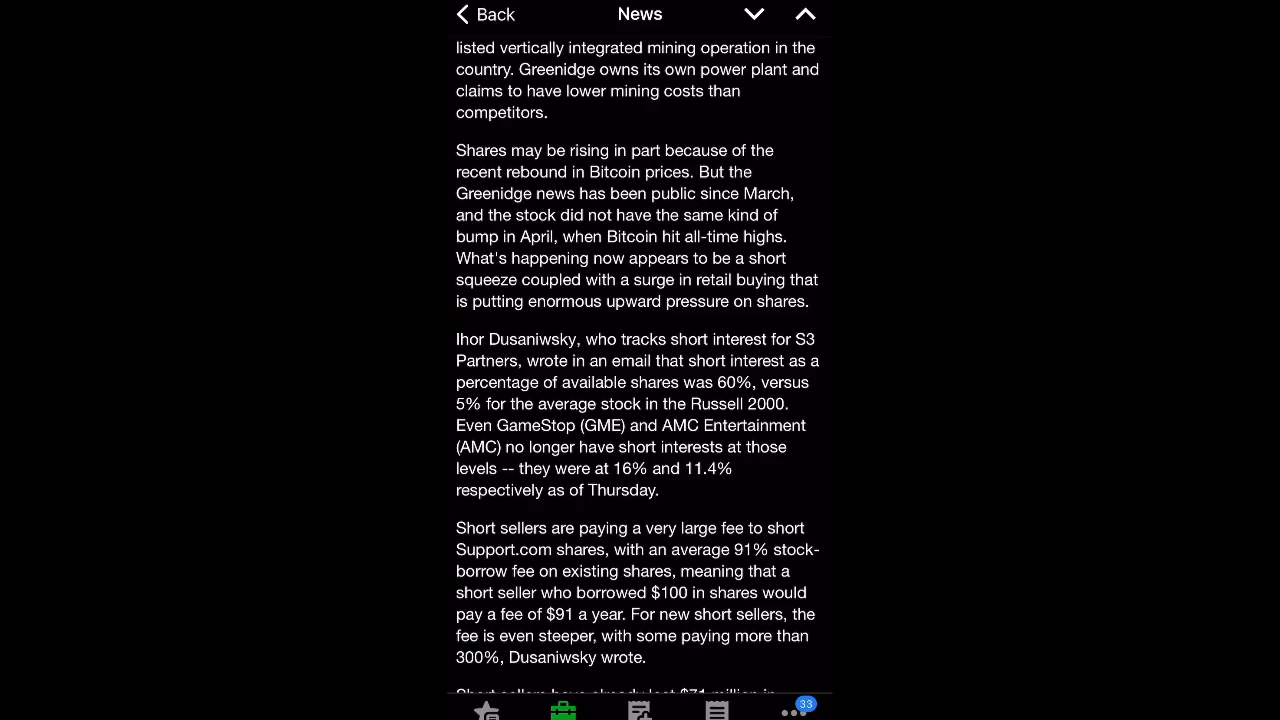 Back
News
listed vertically integrated mining operation in the
country. Greenidge owns its own power plant and
claims to have lower mining costs than
competitors.
Shares may be rising in part because of the
recent rebound in Bitcoin prices. But the
Greenidge news has been public since March,
and the stock did not have the same kind of
bump in April, when Bitcoin hit all-time highs.
What's happening now appears to be a short
squeeze coupled with a surge in retail buying that
is putting enormous upward pressure on shares.
Ihor Dusaniwsky, who tracks short interest for S3
Partners, wrote in an email that short interest as a
percentage of available shares was 60%, versus
5% for the average stock in the Russell 2000.
Even GameStop (GME) and AMC Entertainment
(AMC) no longer have short interests at those
levels -- they were at 16% and 11.4%
respectively as of Thursday.
Short sellers are paying a very large fee to short
Support.com shares, with an average 91% stock-
borrow fee on existing shares, meaning that a
short seller who borrowed $100 in shares would
pay a fee of $91 a year. For new short sellers, the
fee is even steeper, with some paying more than
300%, Dusaniwsky wrote.
Short sellers have already lost $71 million in
33